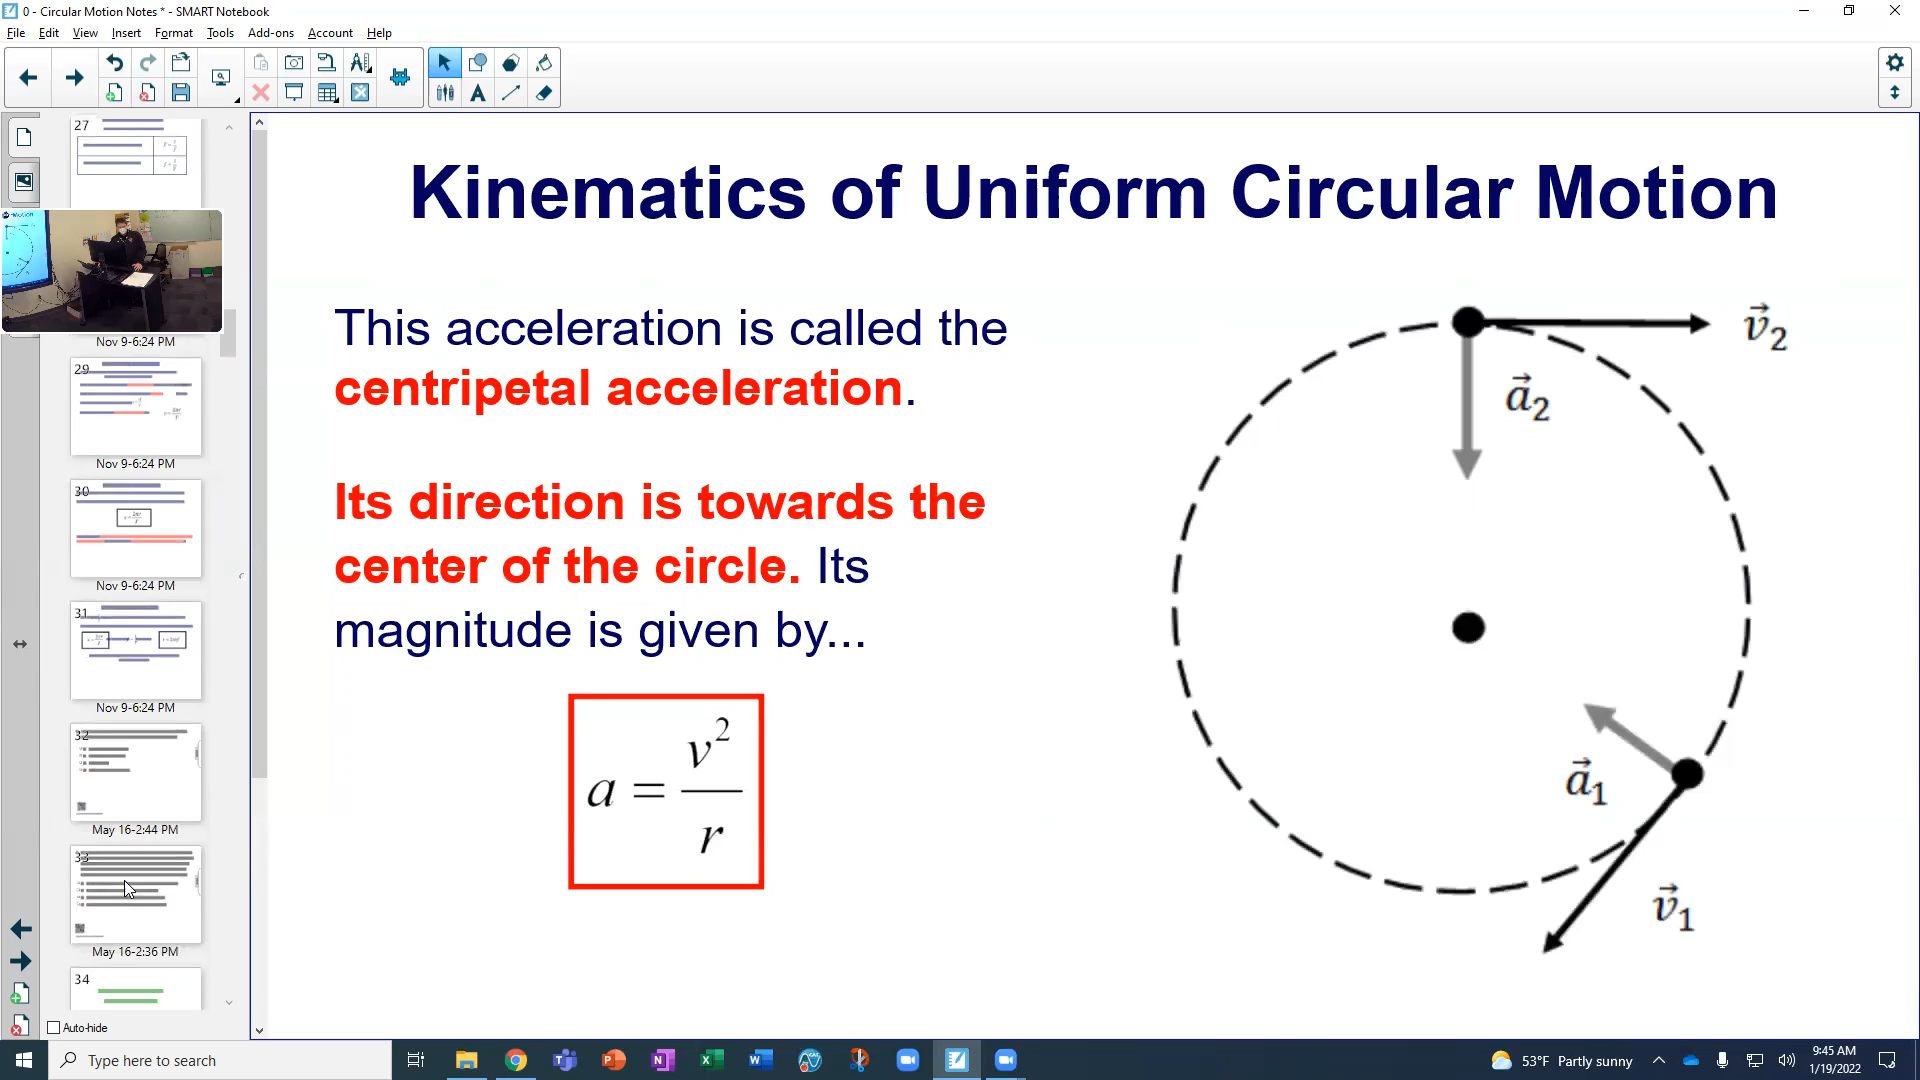 0 - Circular Motion Notes * - SMART Notebook
File Edit View Insert Format Tools Add-ons Account Help
27
Nov 9-6:24 PM
29
Nov 9-6:24 PM
30
Nov 9-6:24 PM
31
Nov 9-6:24 PM
32
May 16-2:44 PM
33
May 16-2:36 PM
34
Auto-hide
Kinematics of Uniform Circular Motion
This acceleration is called the
centripetal acceleration.
Its direction is towards the
center of the circle. Its
magnitude is given by...
a = v²/r
v⃗₂
a⃗₂
a⃗₁
v⃗₁
Type here to search
53°F Partly sunny
9:45 AM
1/19/2022